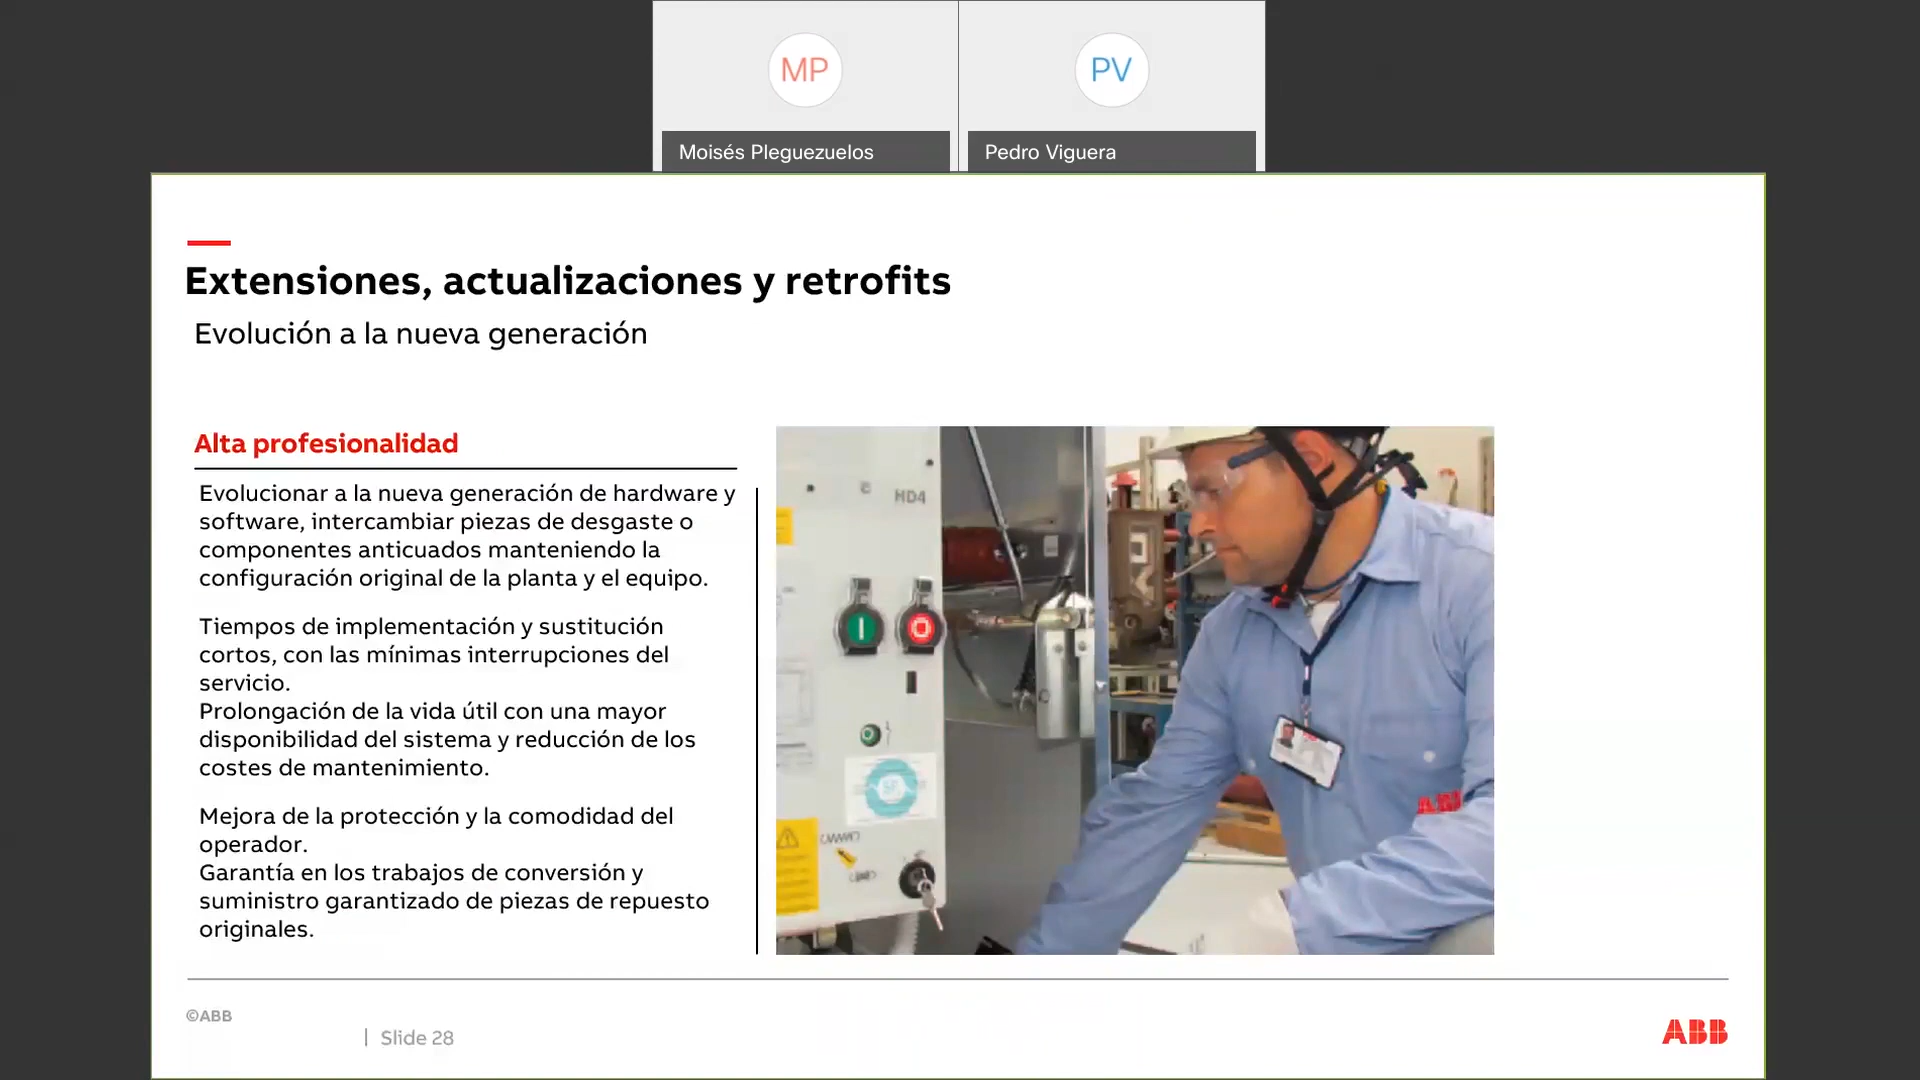 MP
PV
Moisés Pleguezuelos
Pedro Viguera
Extensiones, actualizaciones y retrofits
Evolución a la nueva generación
Alta profesionalidad
Evolucionar a la nueva generación de hardware y
software, intercambiar piezas de desgaste o
componentes anticuados manteniendo la
configuración original de la planta y el equipo.
Tiempos de implementación y sustitución
cortos, con las mínimas interrupciones del
servicio.
Prolongación de la vida útil con una mayor
disponibilidad del sistema y reducción de los
costes de mantenimiento.
Mejora de la protección y la comodidad del
operador.
Garantía en los trabajos de conversión y
suministro garantizado de piezas de repuesto
originales.
HD4
I
O
ABB
©ABB
| Slide 28
ABB